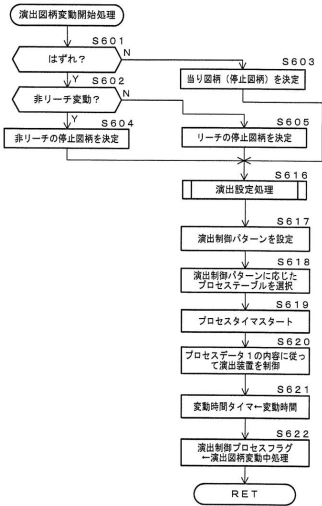 演出図柄変動開始処理
S601
はずれ?
N
S603
Y
S602
当り図柄(停止図柄)を決定
非リーチ変動?
N
Y
S604
S605
非リーチの停止図柄を決定
リーチの停止図柄を決定
S616
演出設定処理
S617
演出制御パターンを設定
S618
演出制御パターンに応じた
プロセステーブルを選択
S619
プロセスタイマスタート
S620
プロセスデータ1の内容に従っ
て演出装置を制御
S621
変動時間タイマ←変動時間
S622
演出制御プロセスフラグ
←演出図柄変動中処理
RET